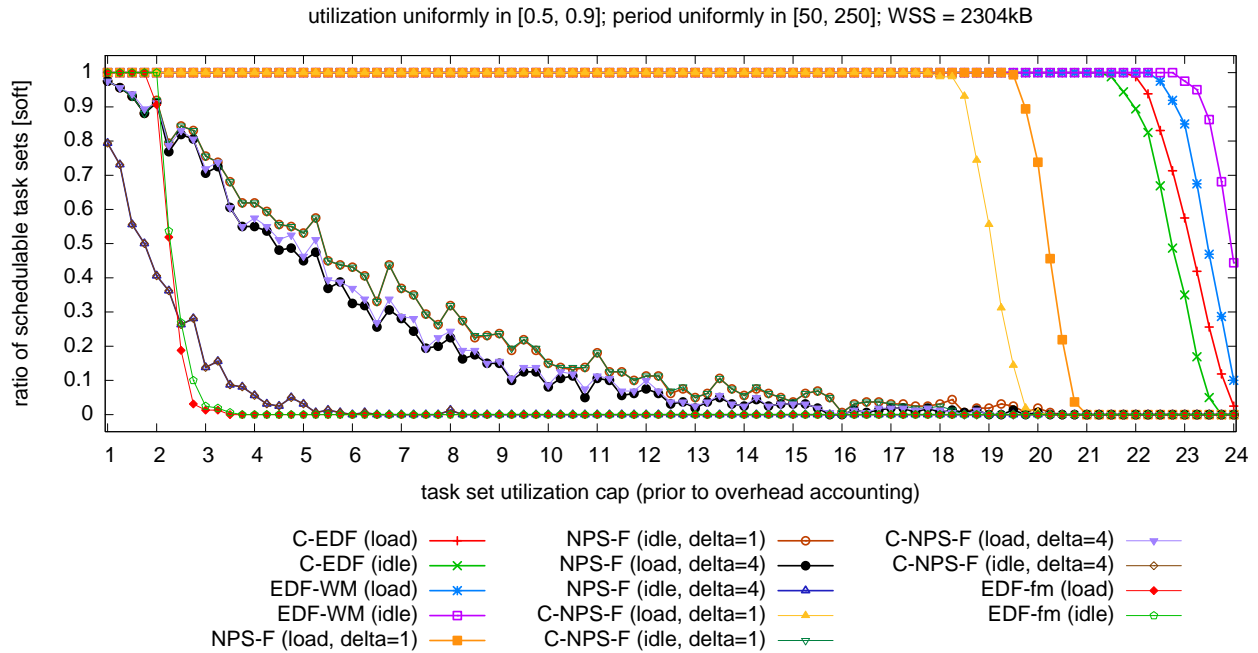 utilization uniformly in [0.5, 0.9]; period uniformly in [50, 250]; WSS = 2304kB
ratio of schedulable task sets [soft]
1
0.9
0.8
0.7
0.6
0.5
0.4
0.3
0.2
0.1
0
1 2 3 4 5 6 7 8 9 10 11 12 13 14 15 16 17 18 19 20 21 22 23 24
task set utilization cap (prior to overhead accounting)
C-EDF (load)
C-EDF (idle)
EDF-WM (load)
EDF-WM (idle)
NPS-F (load, delta=1)
NPS-F (idle, delta=1)
NPS-F (load, delta=4)
NPS-F (idle, delta=4)
C-NPS-F (load, delta=1)
C-NPS-F (idle, delta=1)
C-NPS-F (load, delta=4)
C-NPS-F (idle, delta=4)
EDF-fm (load)
EDF-fm (idle)